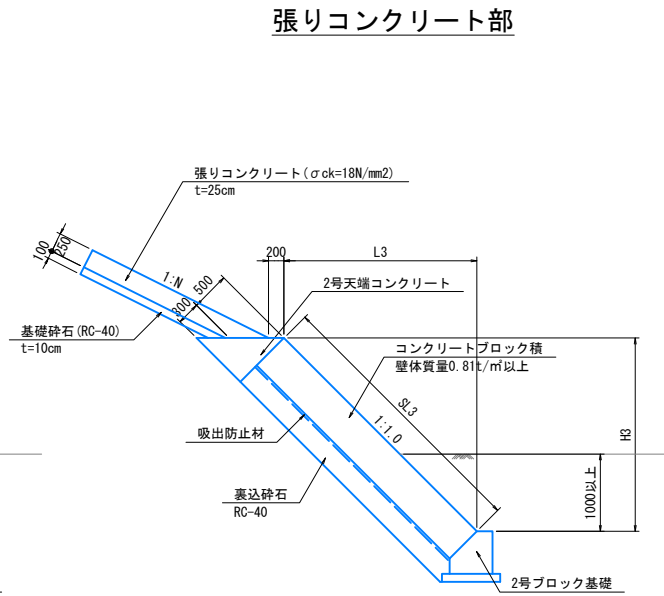 張りコンクリート部
張りコンクリート(σck=18N/mm2)
t=25cm
100
250
1:N
500
300
200
L3
2号天端コンクリート
基礎砕石(RC-40)
t=10cm
コンクリートブロック積
壁体質量0.81t/㎡以上
SL3
1:1.0
H3
吸出防止材
1000以上
裏込砕石
RC-40
2号ブロック基礎